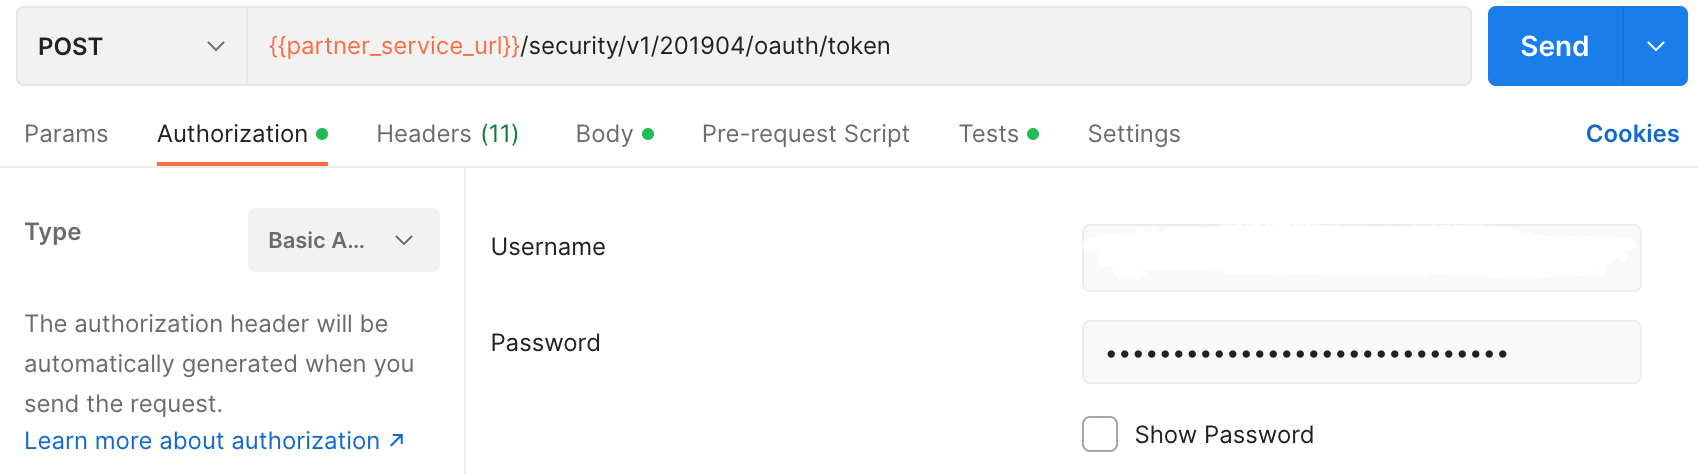 POST {{partner_service_url}}/security/v1/201904/oauth/token Send
Params Authorization Headers (11) Body Pre-request Script Tests Settings Cookies
Type Basic A...
The authorization header will be
automatically generated when you
send the request.
Learn more about authorization ↗
Username
Password ••••••••••••••••••••••••••••••
Show Password